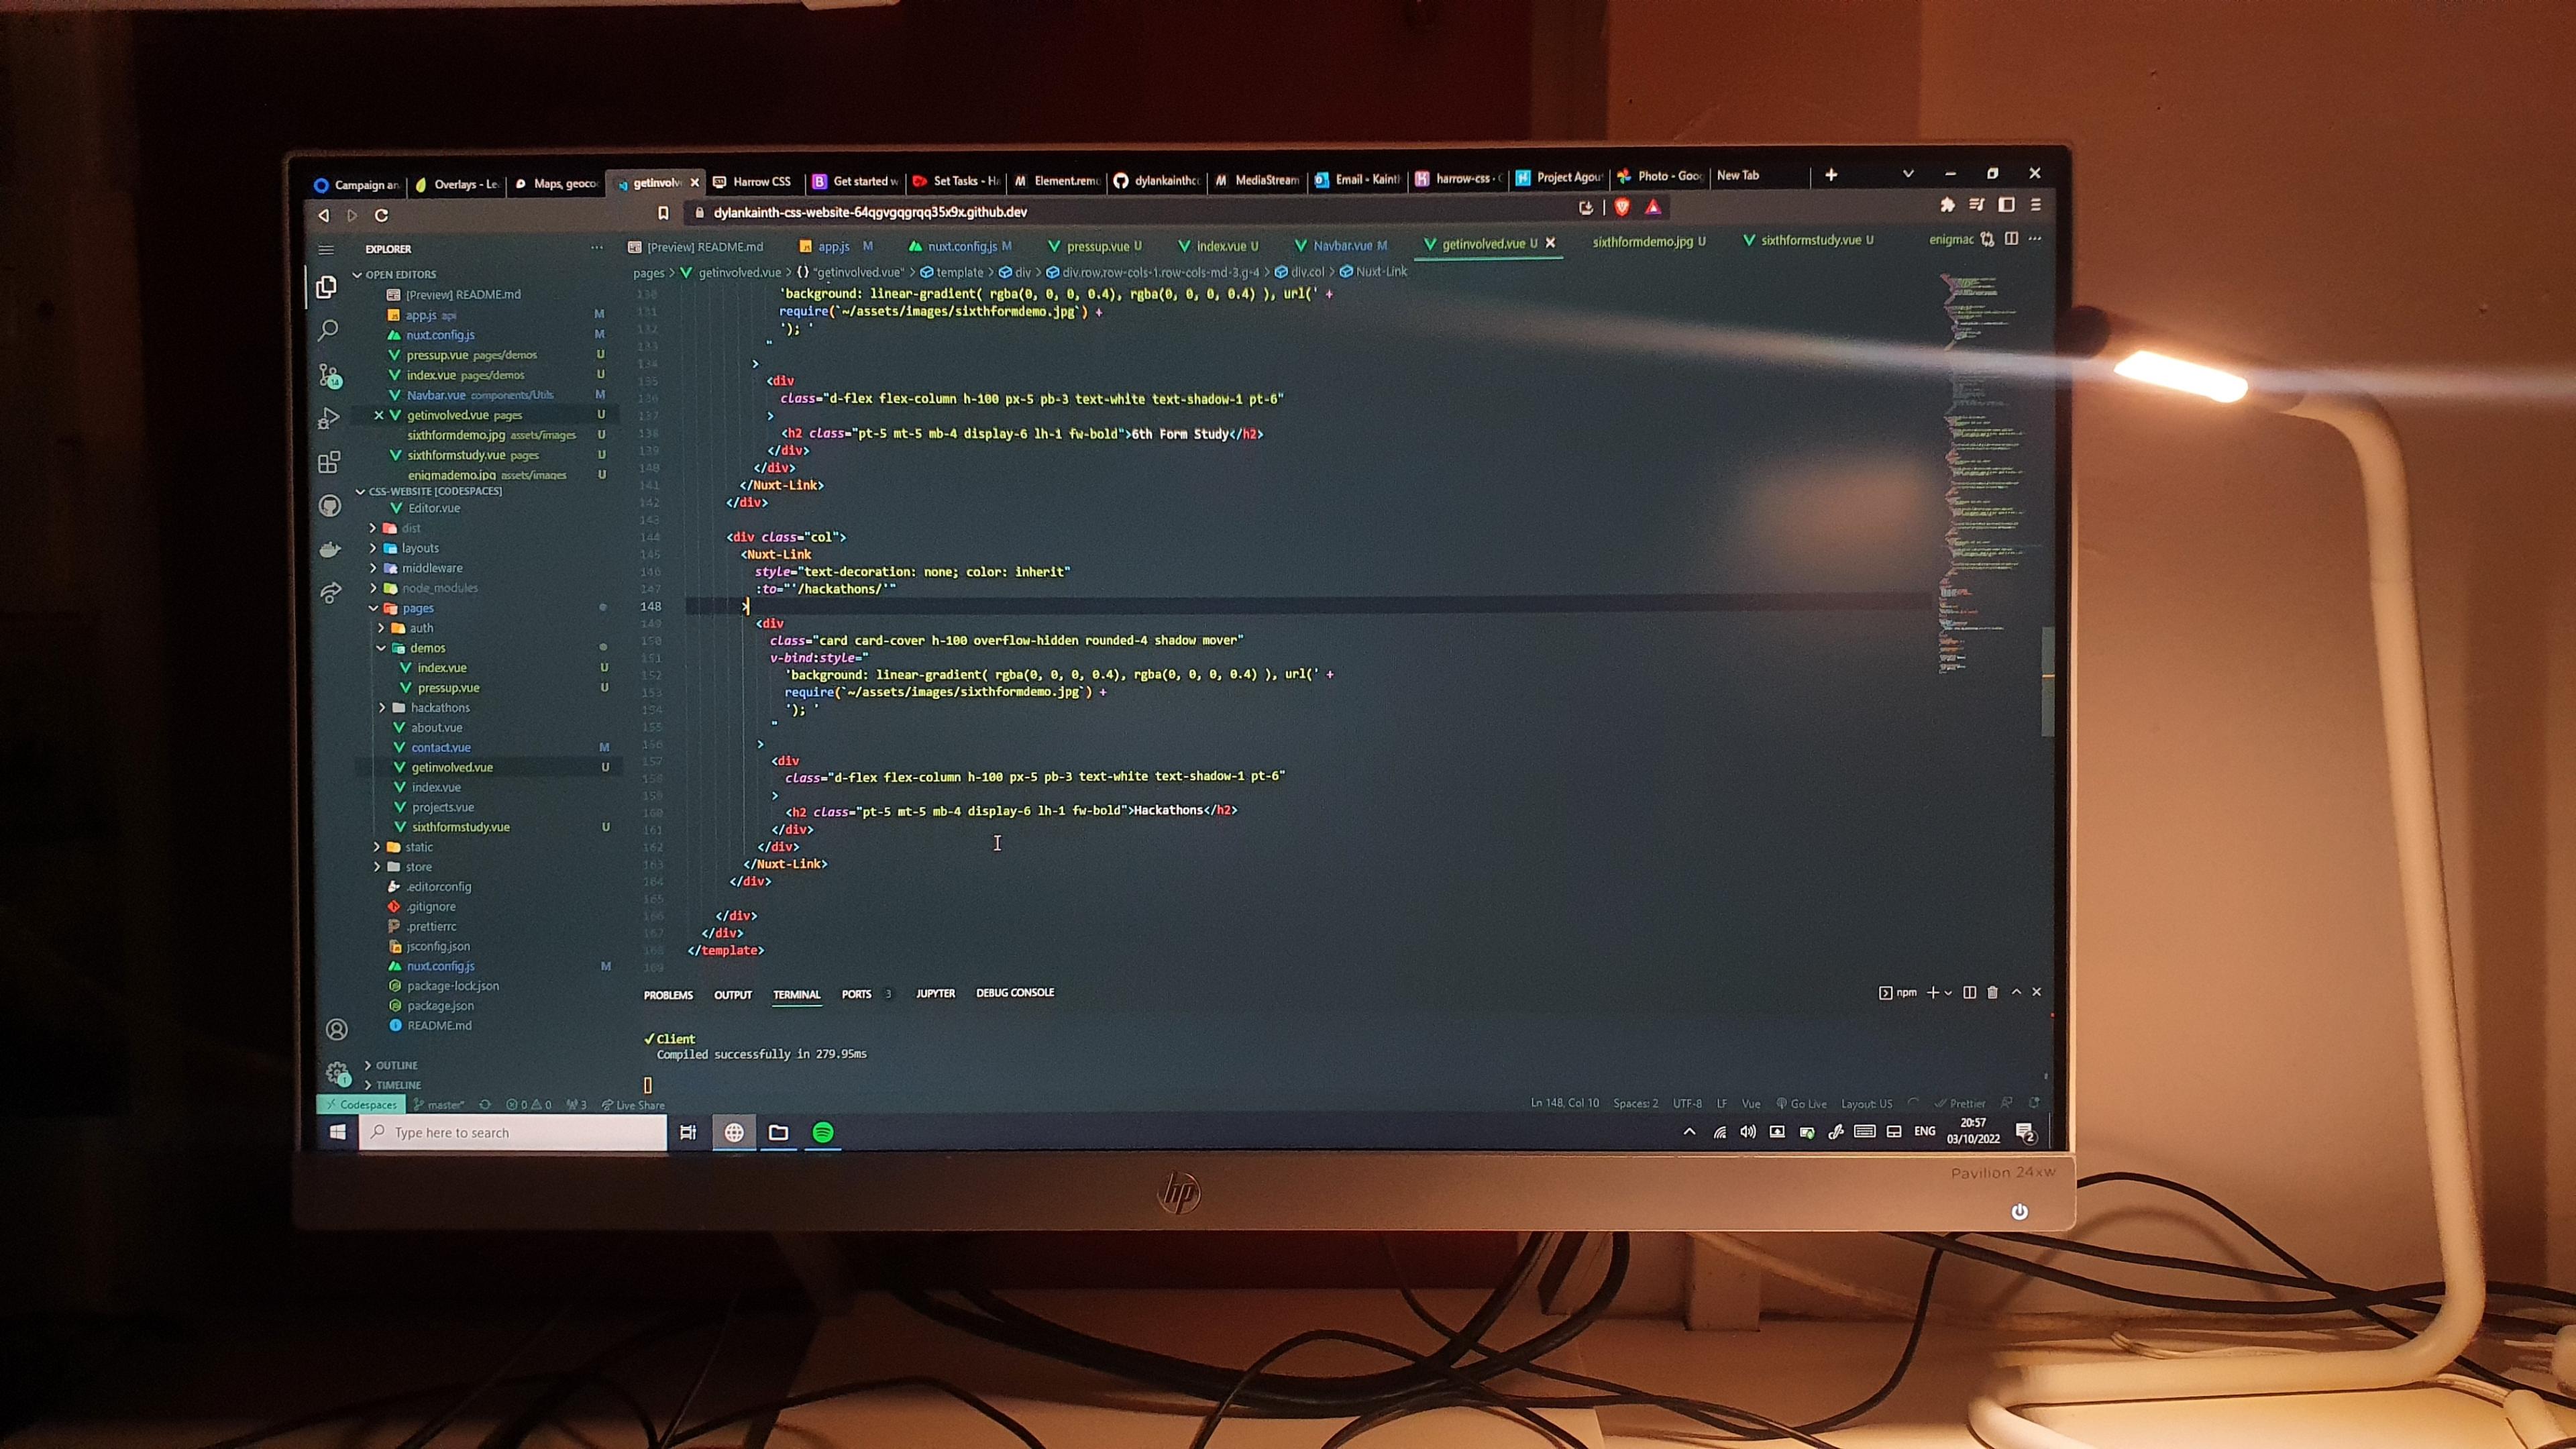 Campaign an
Overlays - Le
Maps, geoco
getinvolv
Harrow CSS
Get started w
Set Tasks - Ha
Element.remo
dylankainthcc
MediaStream
Email - Kainth
harrow-css - C
Project Agou
Photo - Goog
New Tab
dylankainth-css-website-64qgvgqgrqq35x9x.github.dev
EXPLORER
[Preview] README.md
app.js M
nuxt.config.js M
pressup.vue U
index.vue U
Navbar.vue M
getinvolved.vue U
sixthformdemo.jpg U
sixthformstudy.vue U
enigmac
OPEN EDITORS
[Preview] README.md
app.js api M
nuxt.config.js M
pressup.vue pages/demos U
index.vue pages/demos U
Navbar.vue components/Utils M
getinvolved.vue pages U
sixthformdemo.jpg assets/images U
sixthformstudy.vue pages U
enigmademo.jpg assets/images U
CSS-WEBSITE [CODESPACES]
Editor.vue
dist
layouts
middleware
node_modules
pages
auth
demos
index.vue U
pressup.vue U
hackathons
about.vue
contact.vue M
getinvolved.vue U
index.vue
projects.vue
sixthformstudy.vue U
static
store
.editorconfig
.gitignore
.prettierrc
jsconfig.json
nuxt.config.js M
package-lock.json
package.json
README.md
OUTLINE
TIMELINE
pages > getinvolved.vue > {} "getinvolved.vue" > template > div > div.row.row-cols-1.row-cols-md-3.g-4 > div.col > Nuxt-Link
130 'background: linear-gradient( rgba(0, 0, 0, 0.4), rgba(0, 0, 0, 0.4) ), url(' +
131 require(`~/assets/images/sixthformdemo.jpg`) +
132 '); '
133 "
134 >
135 <div
136 class="d-flex flex-column h-100 px-5 pb-3 text-white text-shadow-1 pt-6"
137 >
138 <h2 class="pt-5 mt-5 mb-4 display-6 lh-1 fw-bold">6th Form Study</h2>
139 </div>
140 </div>
141 </Nuxt-Link>
142 </div>
143
144 <div class="col">
145 <Nuxt-Link
146 style="text-decoration: none; color: inherit"
147 :to="'/hackathons/'"
148 >
149 <div
150 class="card card-cover h-100 overflow-hidden rounded-4 shadow mover"
151 v-bind:style="
152 'background: linear-gradient( rgba(0, 0, 0, 0.4), rgba(0, 0, 0, 0.4) ), url(' +
153 require(`~/assets/images/sixthformdemo.jpg`) +
154 '); '
155 "
156 >
157 <div
158 class="d-flex flex-column h-100 px-5 pb-3 text-white text-shadow-1 pt-6"
159 >
160 <h2 class="pt-5 mt-5 mb-4 display-6 lh-1 fw-bold">Hackathons</h2>
161 </div>
162 </div>
163 </Nuxt-Link>
164 </div>
165
166 </div>
167 </div>
168 </template>
169
PROBLEMS OUTPUT TERMINAL PORTS 3 JUPYTER DEBUG CONSOLE
npm
✓ Client
Compiled successfully in 279.95ms
Codespaces master* 0 0 3 Live Share
Ln 148, Col 10 Spaces: 2 UTF-8 LF Vue Go Live Layout: US Prettier
Type here to search
ENG
20:57
03/10/2022
2
hp
Pavilion 24xw